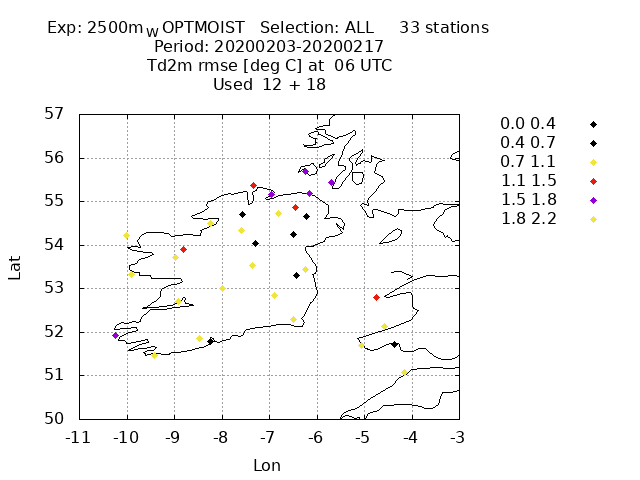 Exp: 2500mW OPTMOIST Selection: ALL 33 stations
Period: 20200203-20200217
Td2m rmse [deg C] at 06 UTC
Used 12 + 18
57
56
55
54
53
52
51
50
-11 -10 -9 -8 -7 -6 -5 -4 -3
Lat
Lon
0.0 0.4
0.4 0.7
0.7 1.1
1.1 1.5
1.5 1.8
1.8 2.2